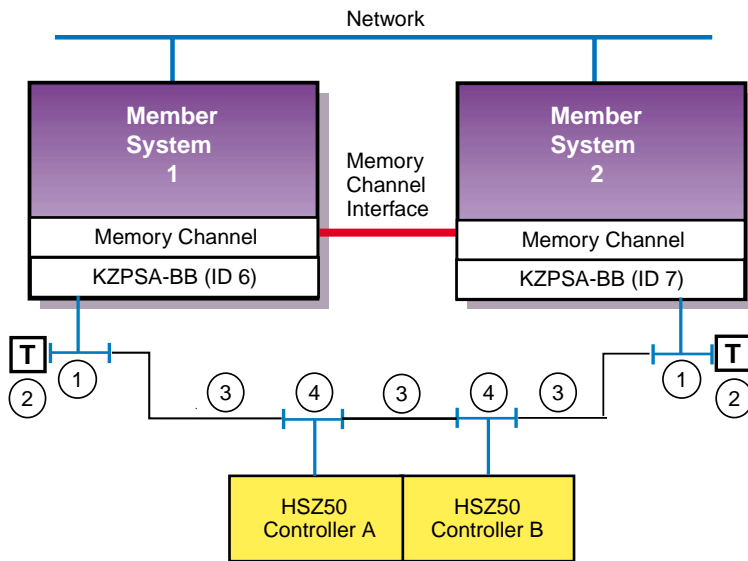 Network
Member
System
1
Member
System
2
Memory
Channel
Interface
Memory Channel
Memory Channel
KZPSA-BB (ID 6)
KZPSA-BB (ID 7)
T
T
1
1
2
2
3
4
3
4
3
HSZ50
Controller A
HSZ50
Controller B